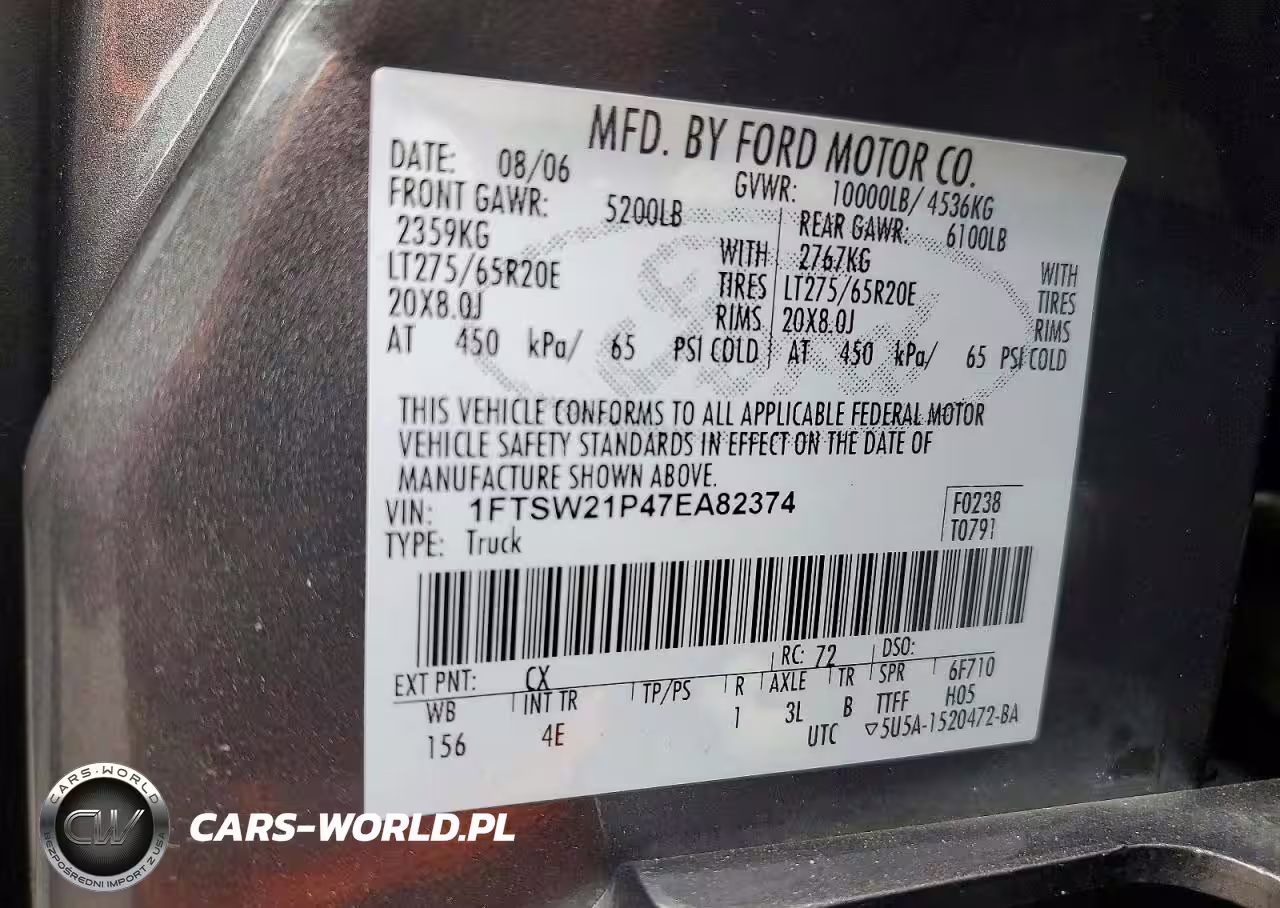 MFD. BY FORD MOTOR CO.
DATE: 08/06 GVWR: 10000LB/ 4536KG
FRONT GAWR: 5200LB REAR GAWR: 6100LB
2359KG WITH 2767KG WITH
LT275/65R20E TIRES LT275/65R20E TIRES
20X8.0J RIMS 20X8.0J RIMS
AT 450 kPa/ 65 PSI COLD AT 450 kPa/ 65 PSI COLD
THIS VEHICLE CONFORMS TO ALL APPLICABLE FEDERAL MOTOR
VEHICLE SAFETY STANDARDS IN EFFECT ON THE DATE OF
MANUFACTURE SHOWN ABOVE.
VIN: 1FTSW21P47EA82374 F0238
TYPE: Truck T0791
EXT PNT: CX RC: 72 DSO:
WB INT TR TP/PS R AXLE TR SPR 6F710
156 4E 1 3L B TTFF H05
UTC ▽5U5A-1520472-BA
CARS-WORLD
CW
BEZPOŚREDNI IMPORT Z USA
CARS-WORLD.PL